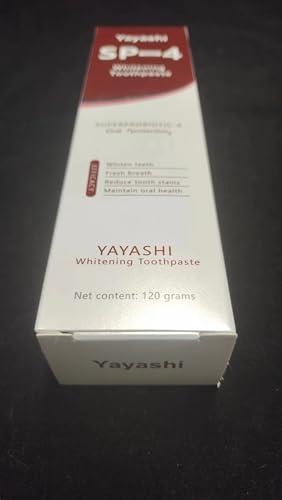 Yayashi
SP-4
Whitening
Toothpaste
SUPERPROBIOTIC-4
Oral
EFFICACY
Whiten teeth
Fresh breath
Reduce tooth stains
Maintain oral health
YAYASHI
Whitening Toothpaste
Net content: 120 grams
Yayashi